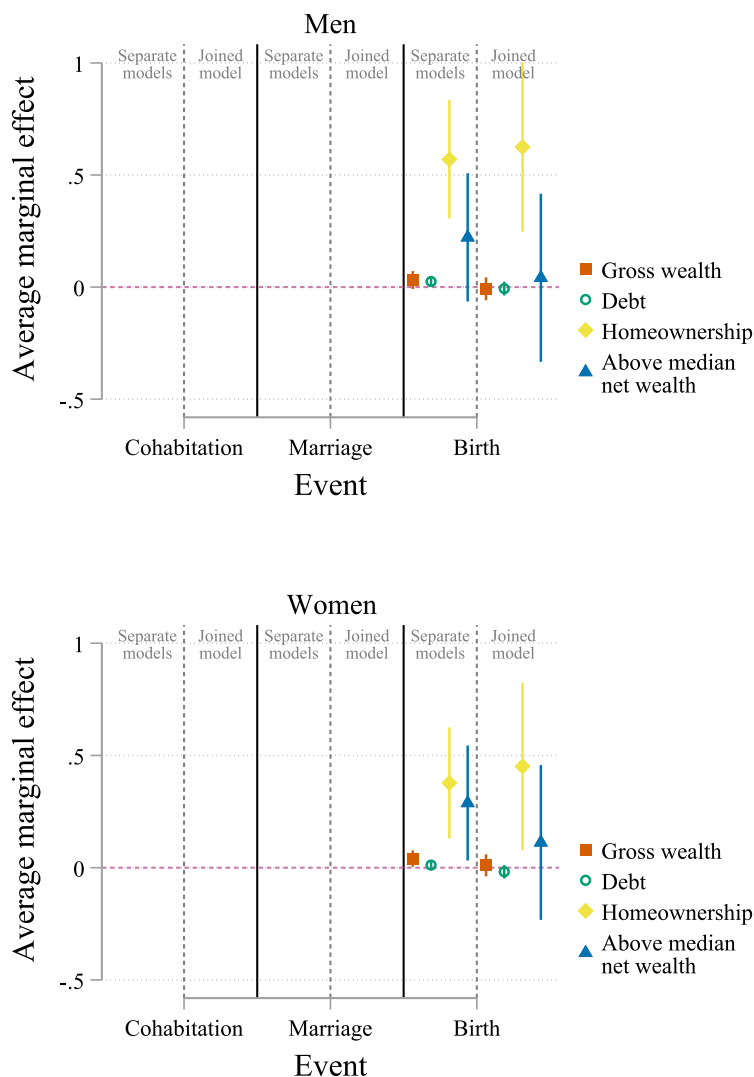 Men
Separate models Joined model Separate models Joined model Separate models Joined model
1
.5
0
-.5
Average marginal effect
Cohabitation Marriage Birth
Event
Gross wealth
Debt
Homeownership
Above median
net wealth
Women
Separate models Joined model Separate models Joined model Separate models Joined model
1
.5
0
-.5
Average marginal effect
Cohabitation Marriage Birth
Event
Gross wealth
Debt
Homeownership
Above median
net wealth